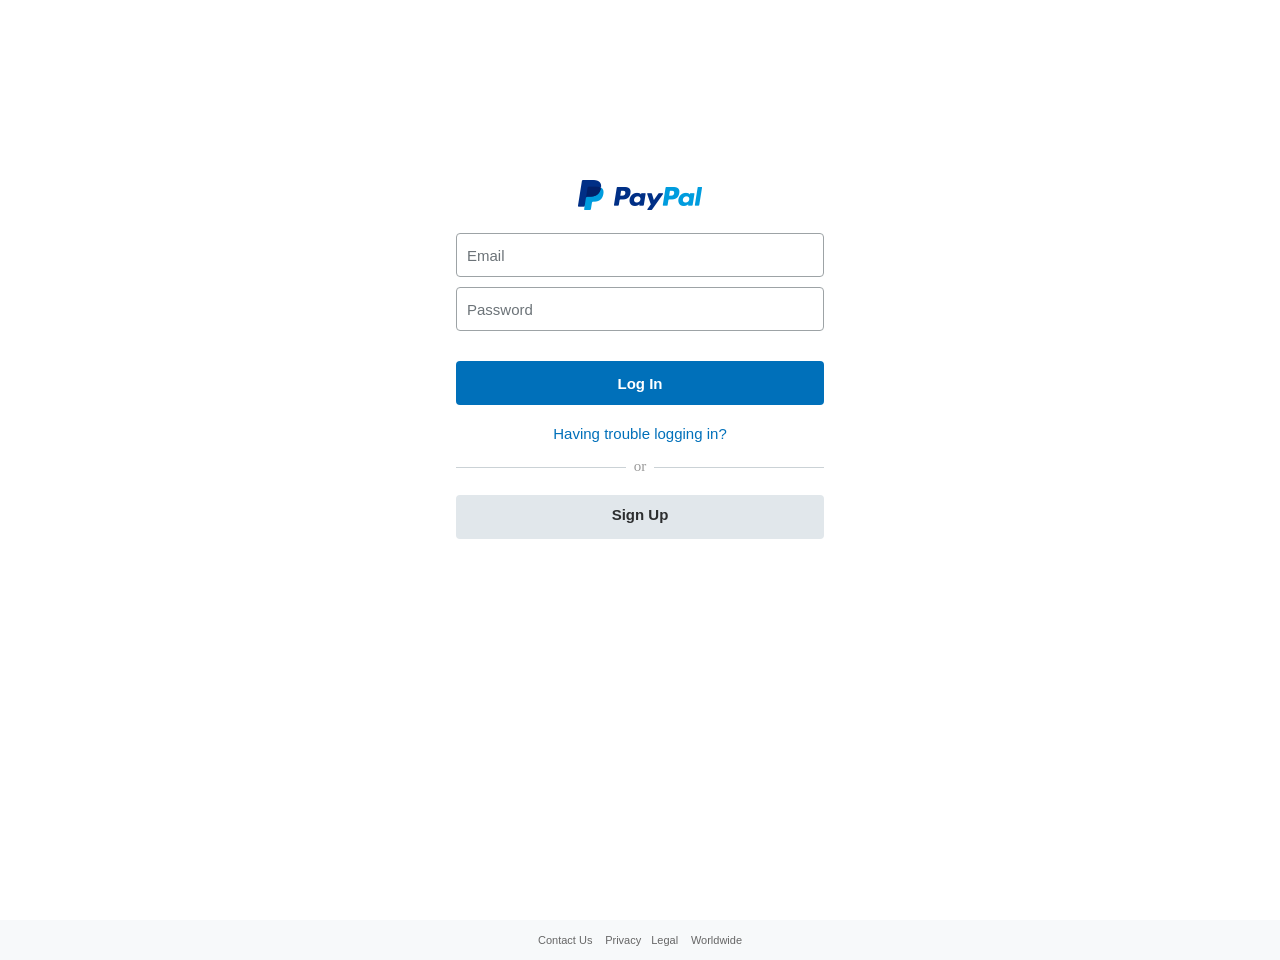 PayPal
Email
Password
Log In
Having trouble logging in?
or
Sign Up
Contact Us Privacy Legal Worldwide